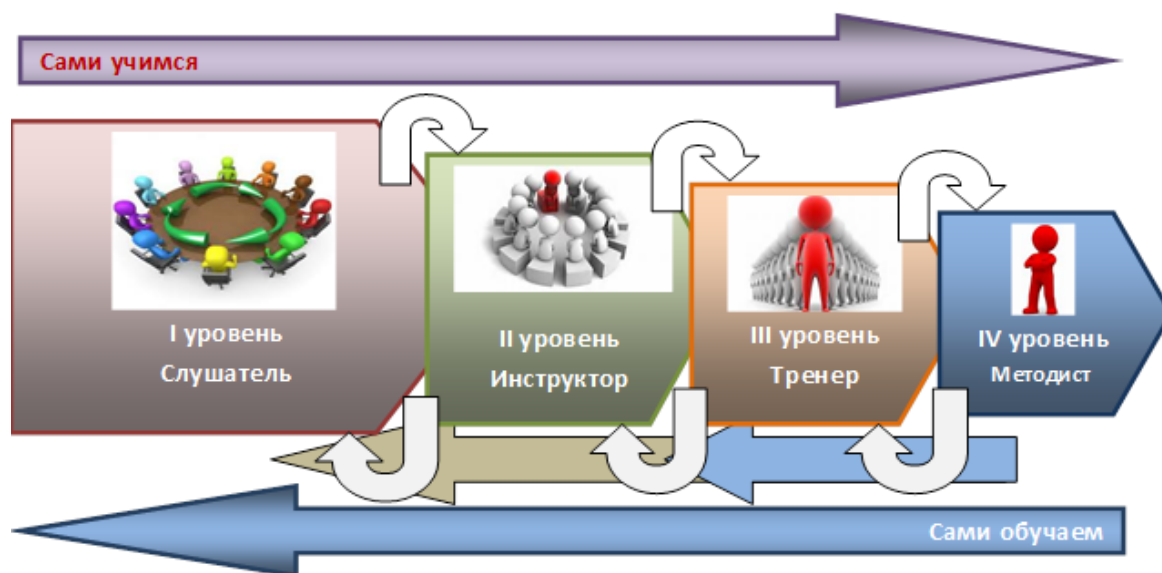 Сами учимся
I уровень
Слушатель
II уровень
Инструктор
III уровень
Тренер
IV уровень
Методист
Сами обучаем